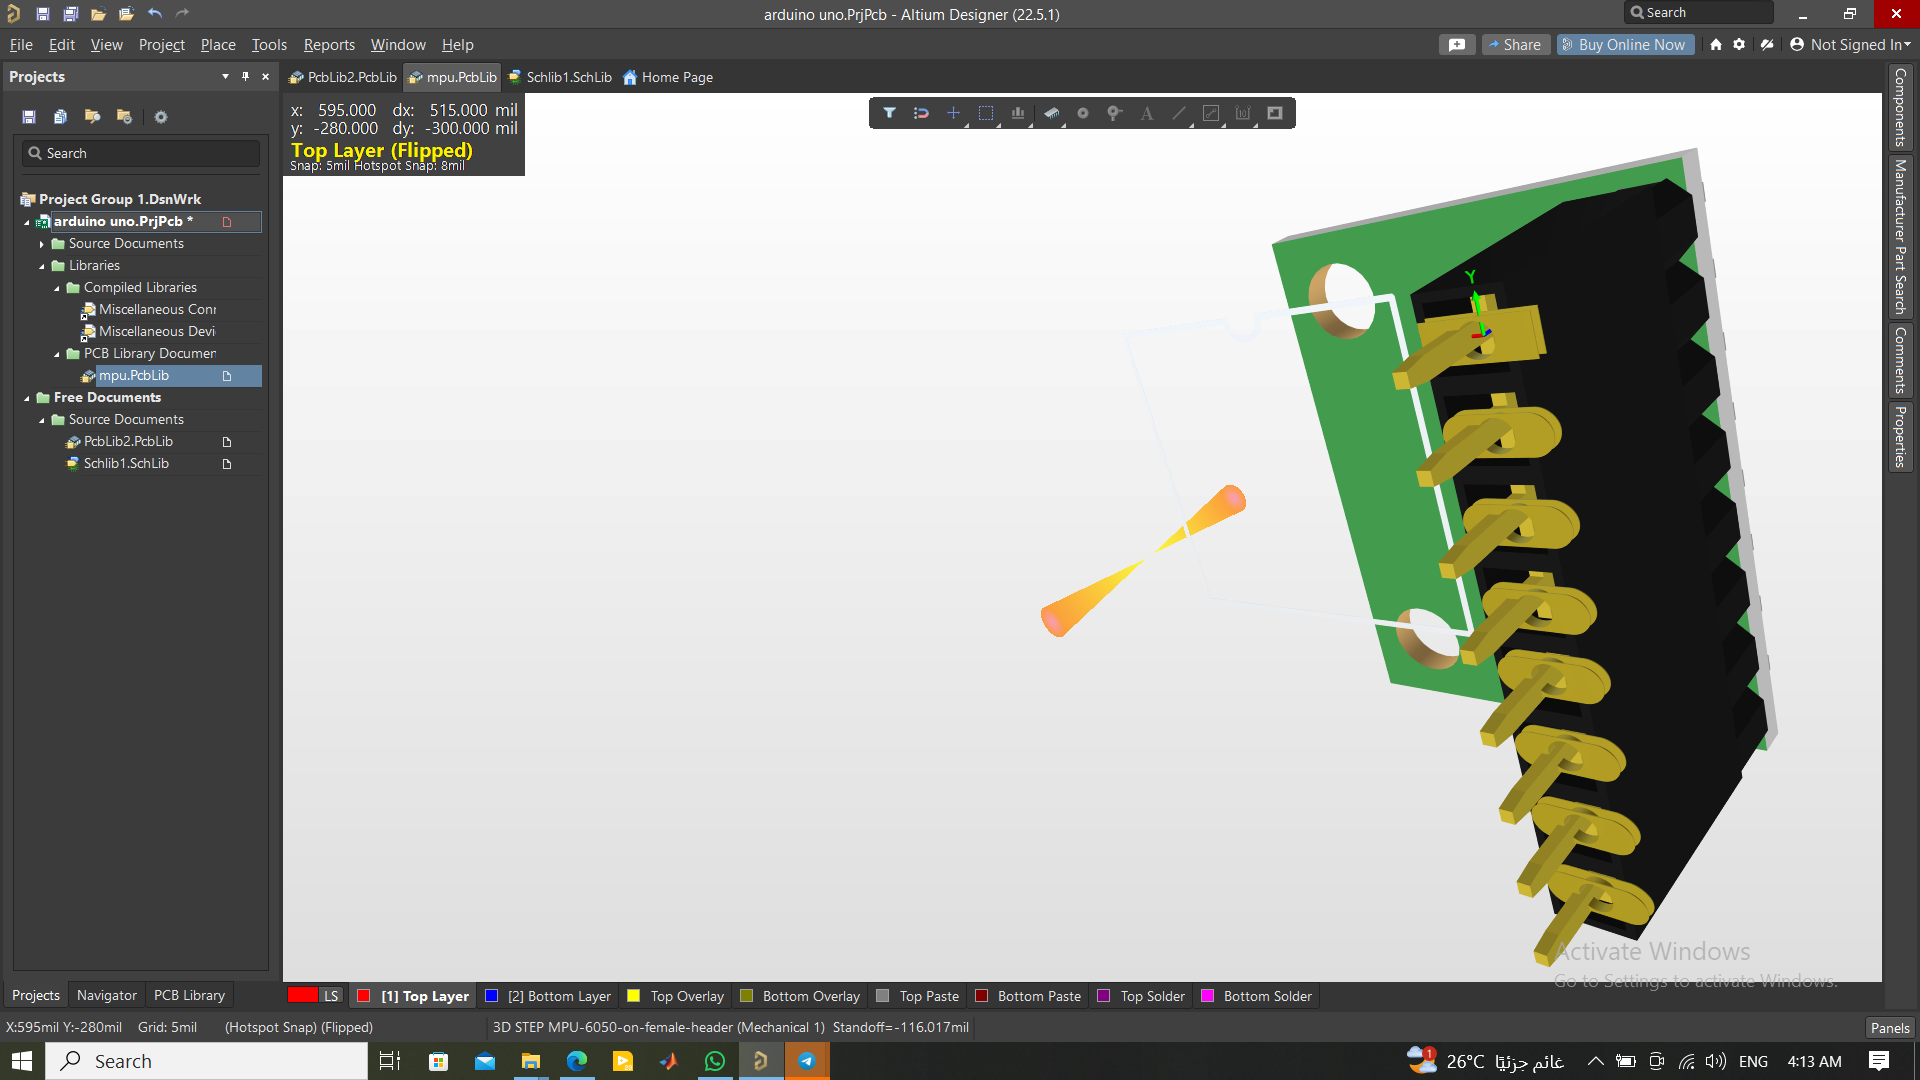 arduino uno.PrjPcb - Altium Designer (22.5.1)
Search
File Edit View Project Place Tools Reports Window Help
Share
Buy Online Now
Not Signed In
Projects
PcbLib2.PcbLib
mpu.PcbLib
Schlib1.SchLib
Home Page
x: 595.000 dx: 515.000 mil
y: -280.000 dy: -300.000 mil
Top Layer (Flipped)
Snap: 5mil Hotspot Snap: 8mil
Search
Project Group 1.DsnWrk
arduino uno.PrjPcb *
Source Documents
Libraries
Compiled Libraries
Miscellaneous Conr
Miscellaneous Devi
PCB Library Documer
mpu.PcbLib
Free Documents
Source Documents
PcbLib2.PcbLib
Schlib1.SchLib
Components
Manufacturer Part Search
Comments
Properties
A
10
Y
Activate Windows
Go to Settings to activate Windows.
Projects Navigator PCB Library
LS
[1] Top Layer
[2] Bottom Layer
Top Overlay
Bottom Overlay
Top Paste
Bottom Paste
Top Solder
Bottom Solder
X:595mil Y:-280mil Grid: 5mil (Hotspot Snap) (Flipped)
3D STEP MPU-6050-on-female-header (Mechanical 1) Standoff=-116.017mil
Panels
Search
1
26°C غائم جزئيًا
ENG
4:13 AM